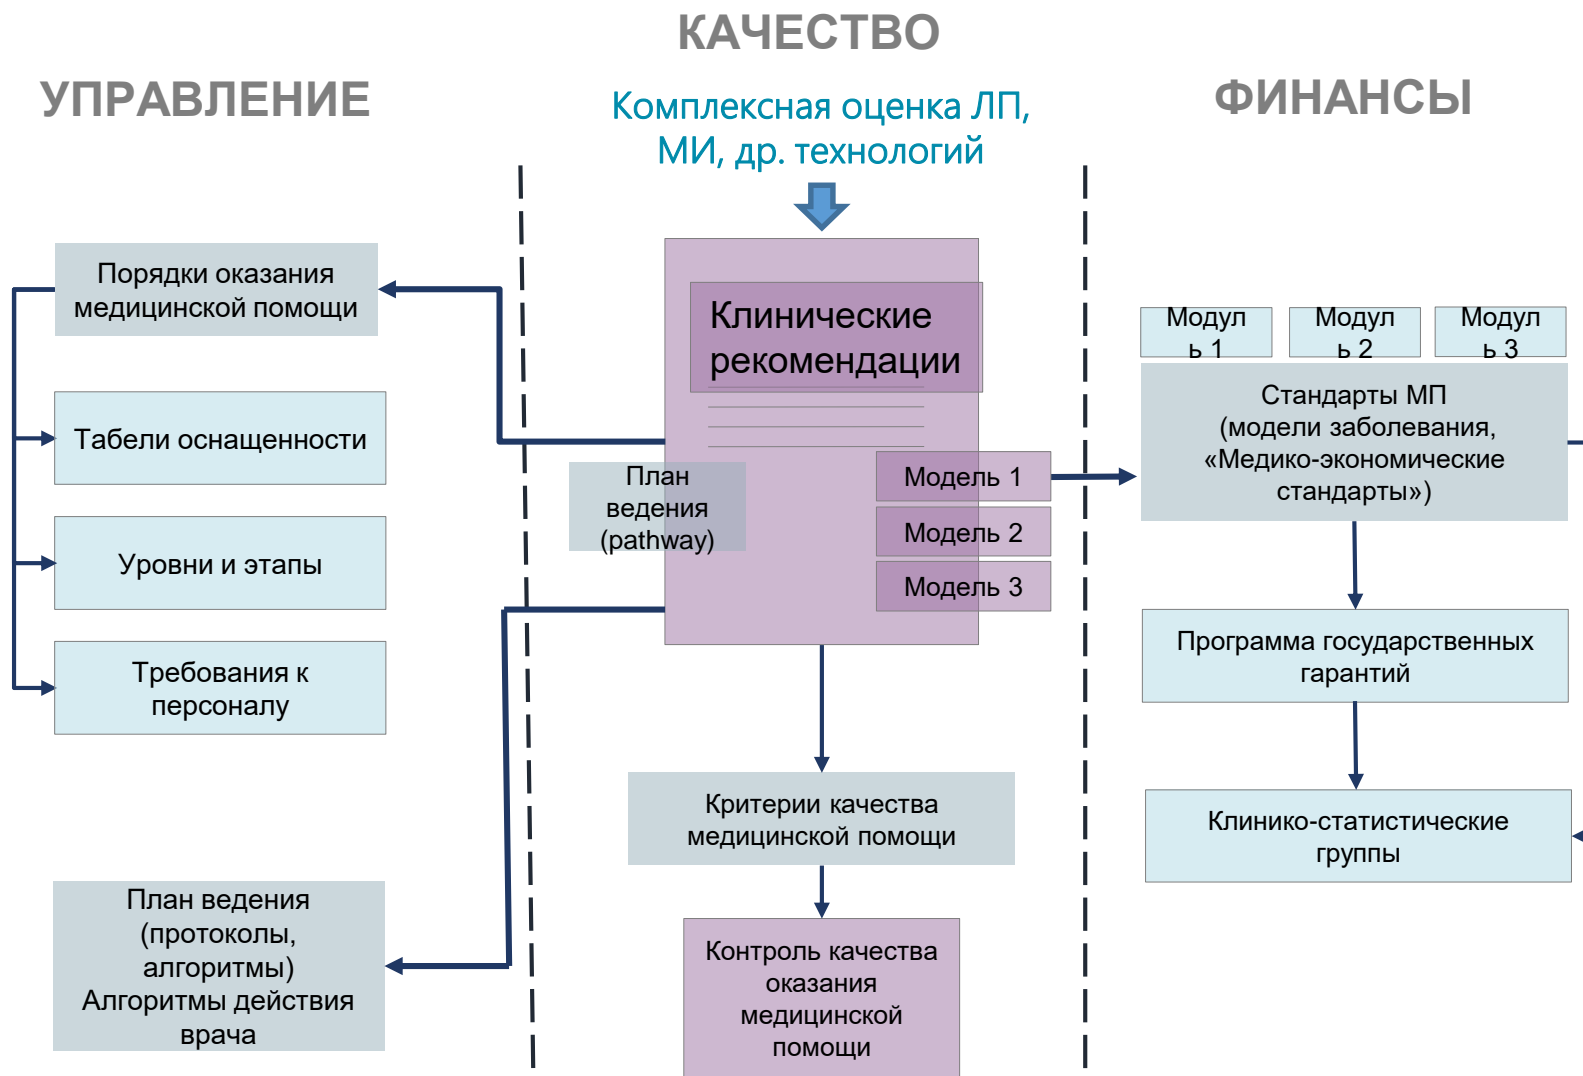 КАЧЕСТВО
УПРАВЛЕНИЕ
ФИНАНСЫ
Комплексная оценка ЛП,
МИ, др. технологий
Порядки оказания
медицинской помощи
Табели оснащенности
Уровни и этапы
Требования к
персоналу
План ведения
(протоколы,
алгоритмы)
Алгоритмы действия
врача
Клинические
рекомендации
План
ведения
(pathway)
Модель 1
Модель 2
Модель 3
Критерии качества
медицинской помощи
Контроль качества
оказания
медицинской
помощи
Модул
ь 1
Модул
ь 2
Модул
ь 3
Стандарты МП
(модели заболевания,
«Медико-экономические
стандарты»)
Программа государственных
гарантий
Клинико-статистические
группы